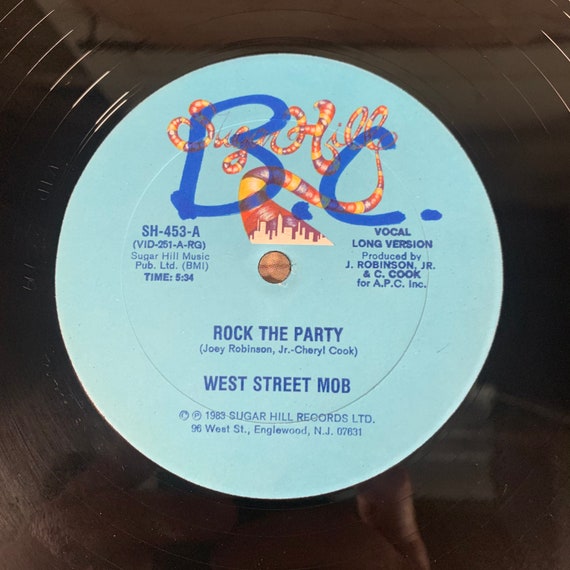 Sugar Hill
B.C.
SH-453-A
(VID-251-A-RG)
Sugar Hill Music
Pub. Ltd. (BMI)
TIME: 5:34
VOCAL
LONG VERSION
Produced by
J. ROBINSON, JR.
& C. COOK
for A.P.C. Inc.
ROCK THE PARTY
(Joey Robinson, Jr.-Cheryl Cook)
WEST STREET MOB
© ℗ 1983 SUGAR HILL RECORDS LTD.
96 West St., Englewood, N.J. 07631